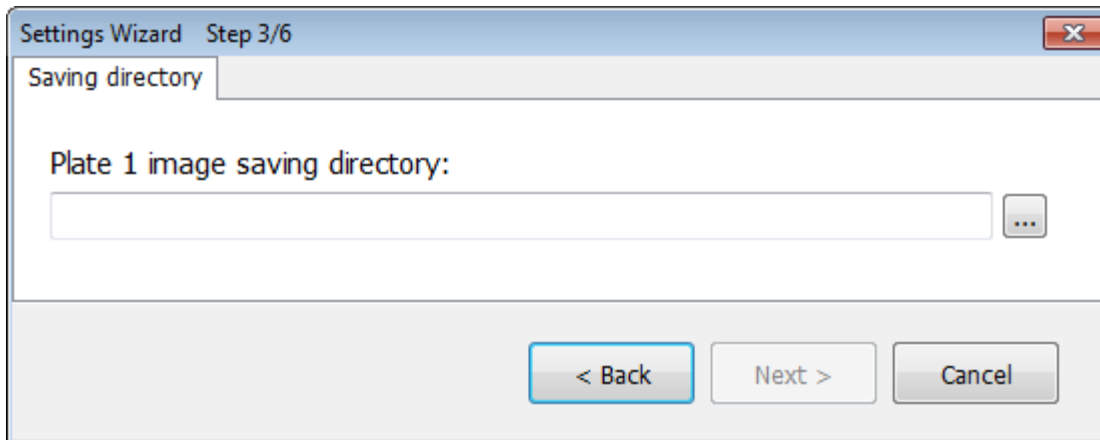 Settings Wizard Step 3/6
Saving directory
Plate 1 image saving directory:
...
< Back
Next >
Cancel